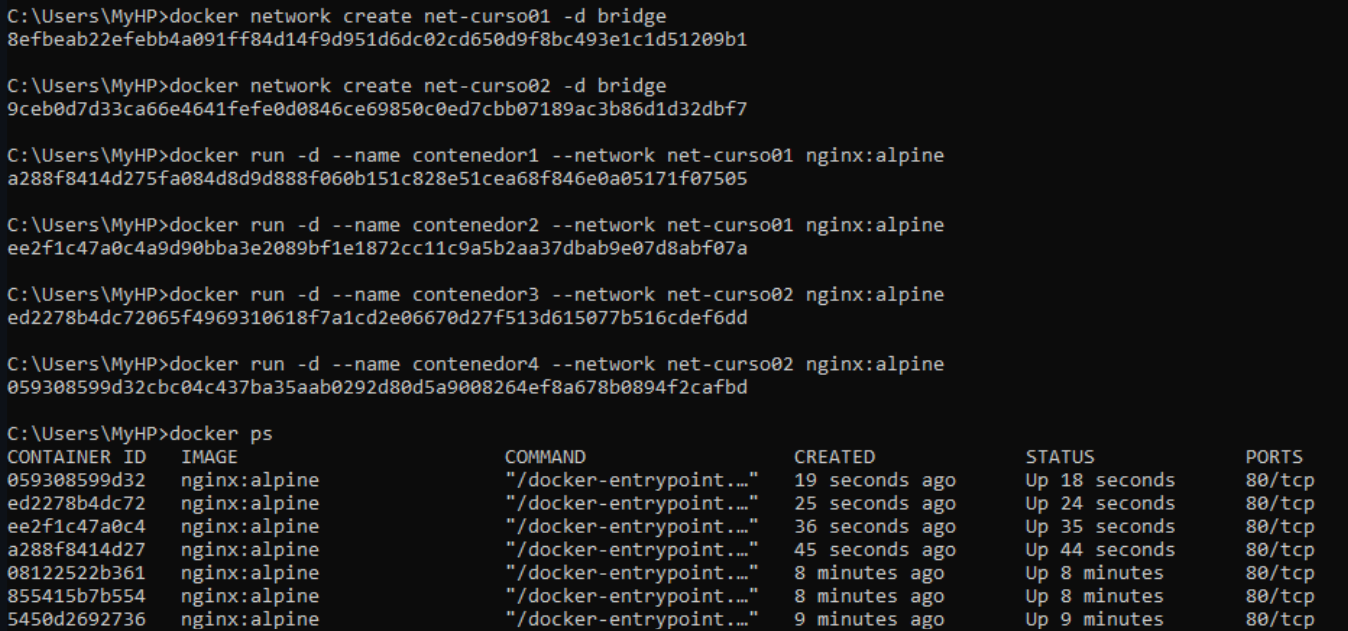 C:\Users\MyHP>docker network create net-curso01 -d bridge
8efbeab22efebb4a091ff84d14f9d951d6dc02cd650d9f8bc493e1c1d51209b1
C:\Users\MyHP>docker network create net-curso02 -d bridge
9ceb0d7d33ca66e4641fefe0d0846ce69850c0ed7cbb07189ac3b86d1d32dbf7
C:\Users\MyHP>docker run -d --name contenedor1 --network net-curso01 nginx:alpine
a288f8414d275fa084d8d9d888f060b151c828e51cea68f846e0a05171f07505
C:\Users\MyHP>docker run -d --name contenedor2 --network net-curso01 nginx:alpine
ee2f1c47a0c4a9d90bba3e2089bf1e1872cc11c9a5b2aa37dbab9e07d8abf07a
C:\Users\MyHP>docker run -d --name contenedor3 --network net-curso02 nginx:alpine
ed2278b4dc72065f4969310618f7a1cd2e06670d27f513d615077b516cdef6dd
C:\Users\MyHP>docker run -d --name contenedor4 --network net-curso02 nginx:alpine
059308599d32cbc04c437ba35aab0292d80d5a9008264ef8a678b0894f2cafbd
C:\Users\MyHP>docker ps
CONTAINER ID   IMAGE                     COMMAND                  CREATED          STATUS          PORTS
059308599d32   nginx:alpine              "/docker-entrypoint.…"   19 seconds ago   Up 18 seconds   80/tcp
ed2278b4dc72   nginx:alpine              "/docker-entrypoint.…"   25 seconds ago   Up 24 seconds   80/tcp
ee2f1c47a0c4   nginx:alpine              "/docker-entrypoint.…"   36 seconds ago   Up 35 seconds   80/tcp
a288f8414d27   nginx:alpine              "/docker-entrypoint.…"   45 seconds ago   Up 44 seconds   80/tcp
08122522b361   nginx:alpine              "/docker-entrypoint.…"   8 minutes ago    Up 8 minutes    80/tcp
855415b7b554   nginx:alpine              "/docker-entrypoint.…"   8 minutes ago    Up 8 minutes    80/tcp
5450d2692736   nginx:alpine              "/docker-entrypoint.…"   9 minutes ago    Up 9 minutes    80/tcp